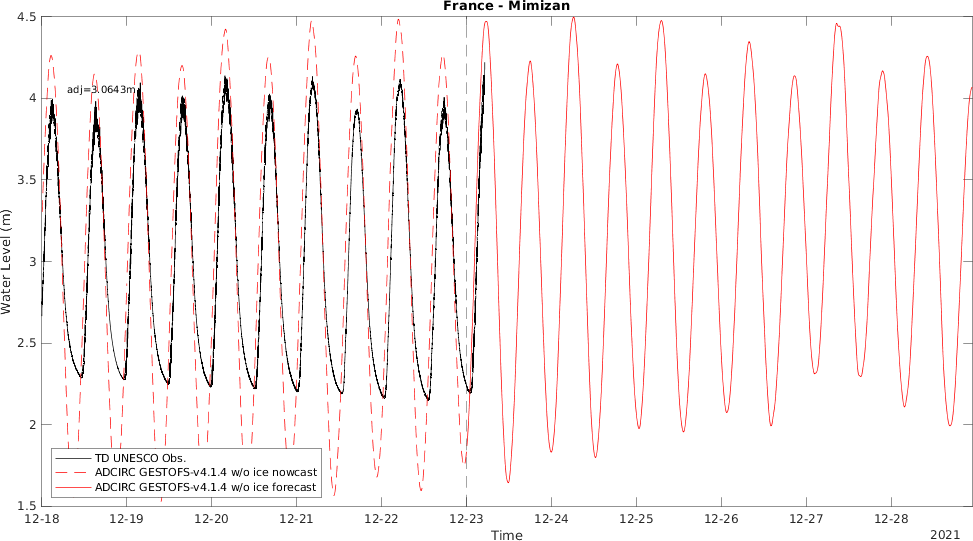 France - Mimizan
4.5
4
3.5
3
2.5
2
1.5
Water Level (m)
adj=3.0643m
TD UNESCO Obs.
ADCIRC GESTOFS-v4.1.4 w/o ice nowcast
ADCIRC GESTOFS-v4.1.4 w/o ice forecast
12-18 12-19 12-20 12-21 12-22 12-23 12-24 12-25 12-26 12-27 12-28
Time
2021